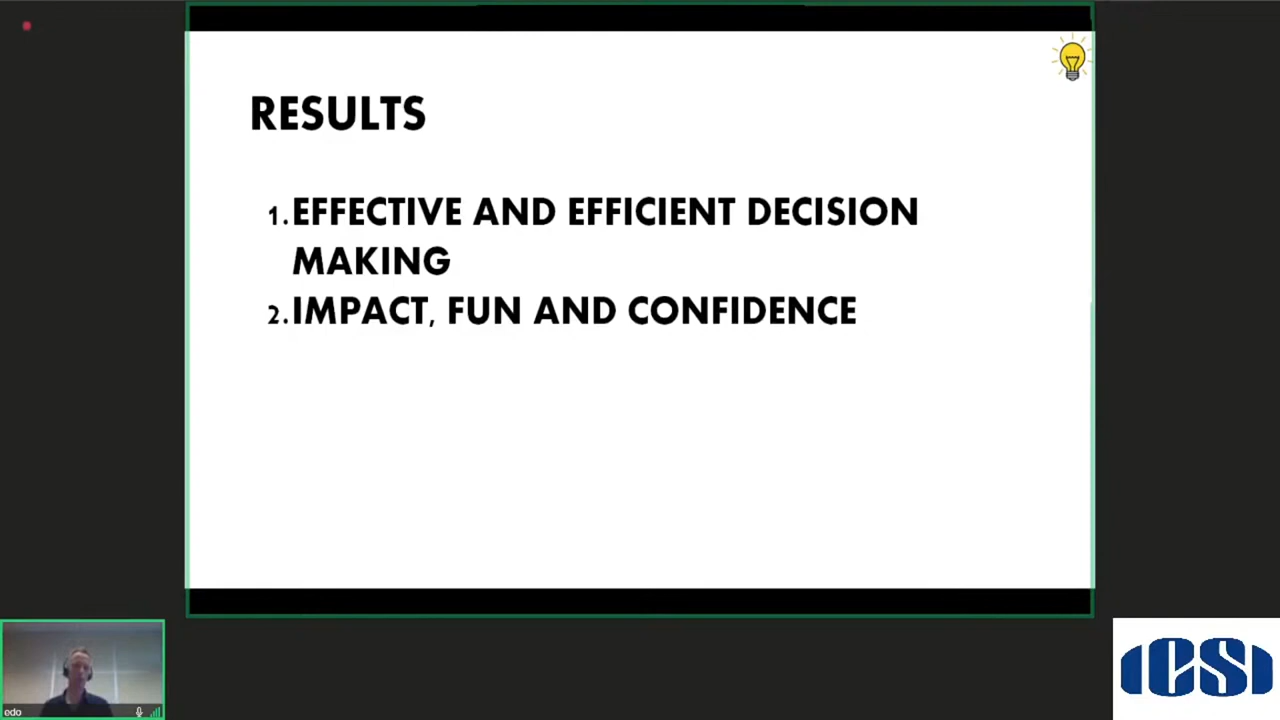 RESULTS
1. EFFECTIVE AND EFFICIENT DECISION
MAKING
2. IMPACT, FUN AND CONFIDENCE
edo
ICSI